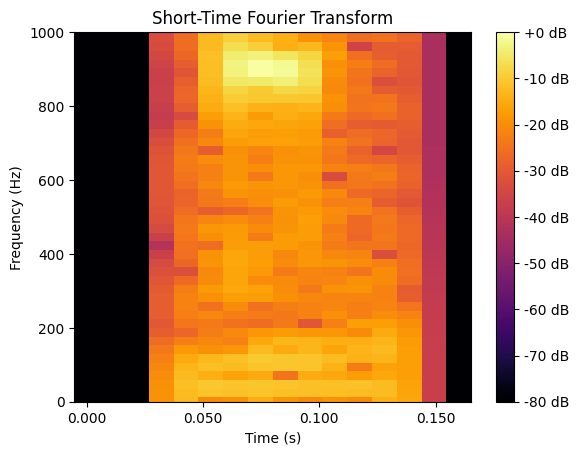 Short-Time Fourier Transform
1000
800
600
400
200
0
Frequency (Hz)
0.000
0.050
0.100
0.150
Time (s)
+0 dB
-10 dB
-20 dB
-30 dB
-40 dB
-50 dB
-60 dB
-70 dB
-80 dB